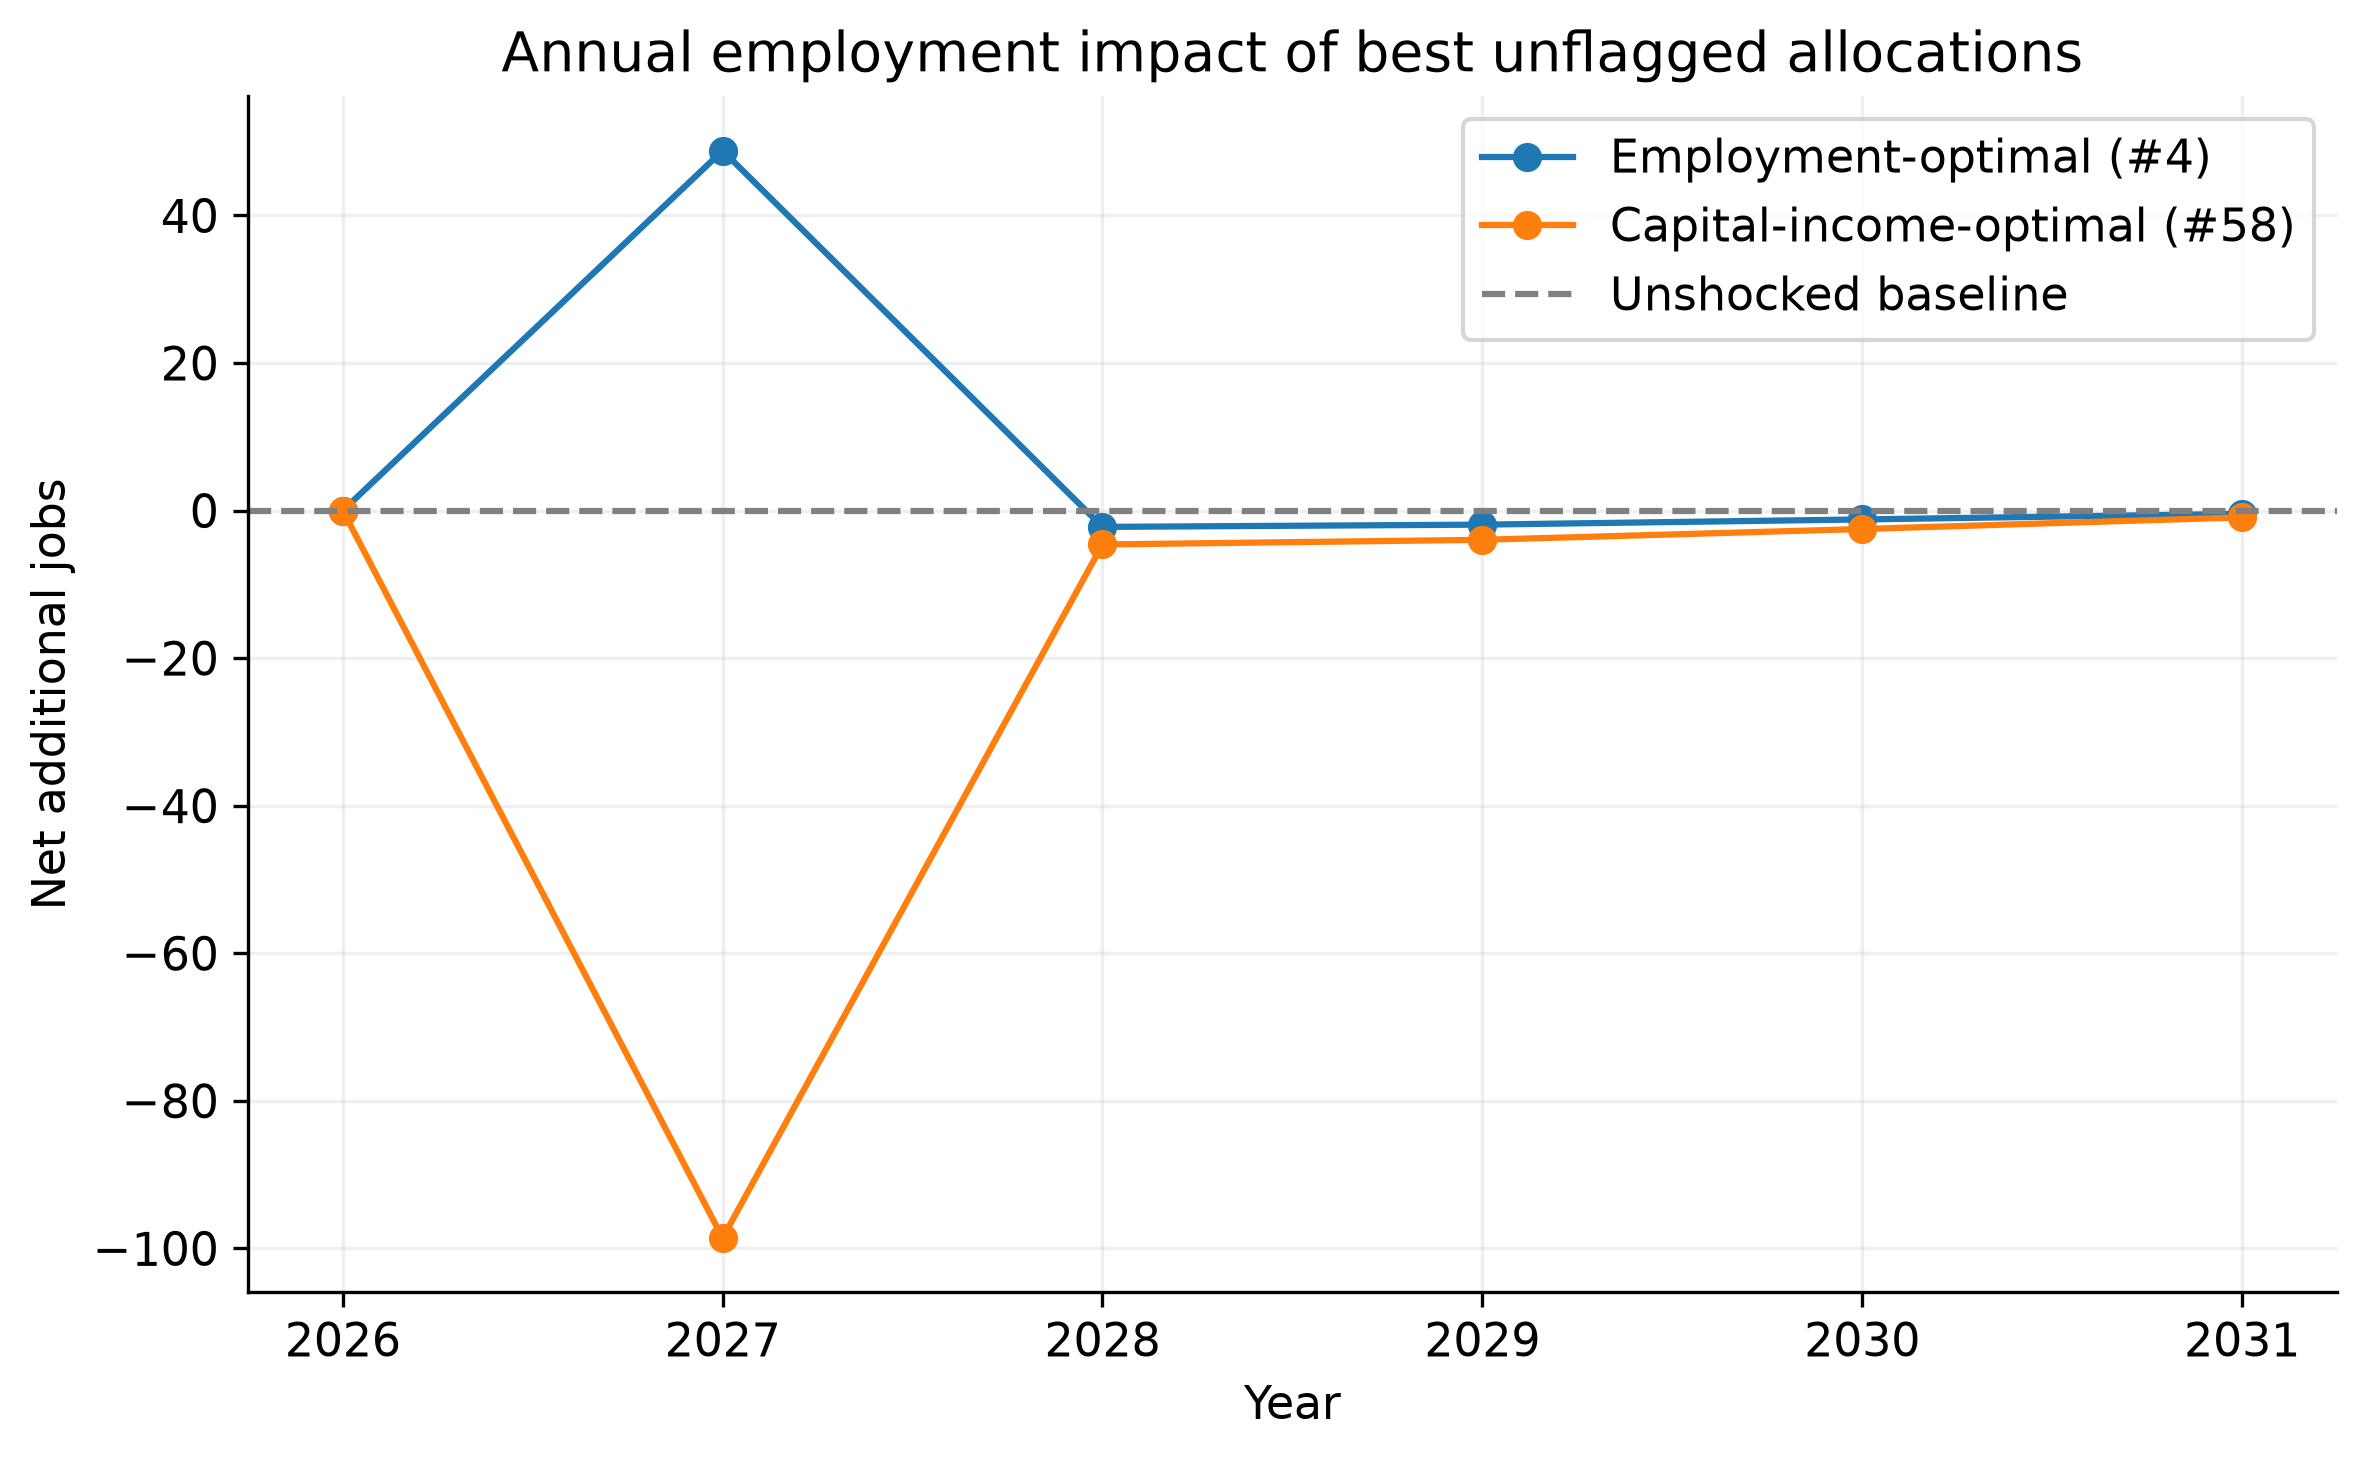 Annual employment impact of best unflagged allocations
Employment-optimal (#4)
Capital-income-optimal (#58)
Unshocked baseline
Net additional jobs
40
20
0
−20
−40
−60
−80
−100
2026 2027 2028 2029 2030 2031
Year